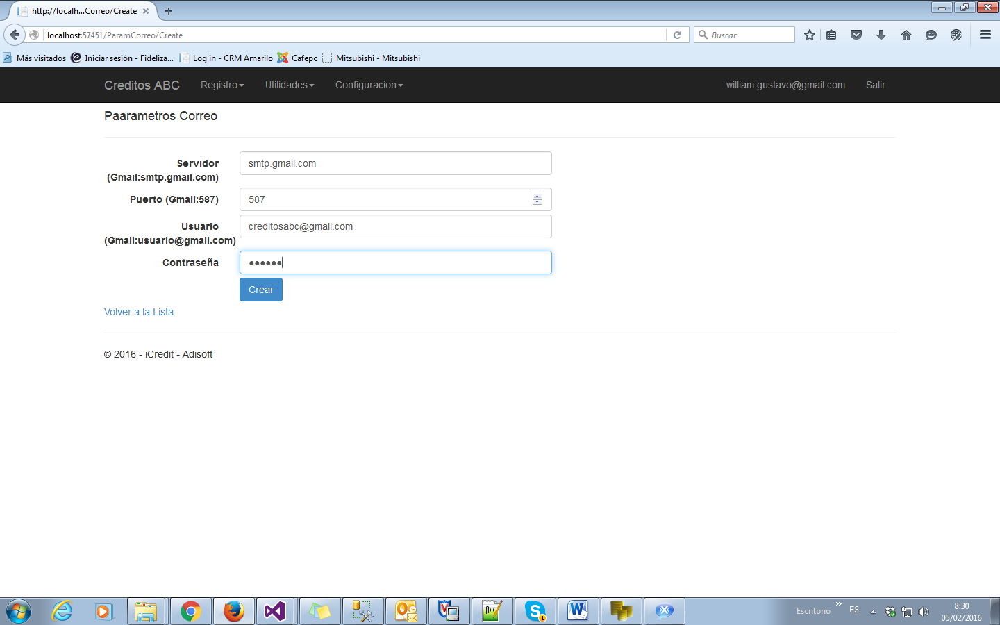 http://localh...Correo/Create
localhost:57451/ParamCorreo/Create
Buscar
Más visitados
Iniciar sesión - Fideliza...
Log in - CRM Amarilo
Cafepc
Mitsubishi - Mitsubishi
Creditos ABC
Registro
Utilidades
Configuracion
william.gustavo@gmail.com
Salir
Paarametros Correo
Servidor
(Gmail:smtp.gmail.com)
smtp.gmail.com
Puerto (Gmail:587)
587
Usuario
(Gmail:usuario@gmail.com)
creditosabc@gmail.com
Contraseña
●●●●●●
Crear
Volver a la Lista
© 2016 - iCredit - Adisoft
Escritorio
»
ES
8:30
05/02/2016